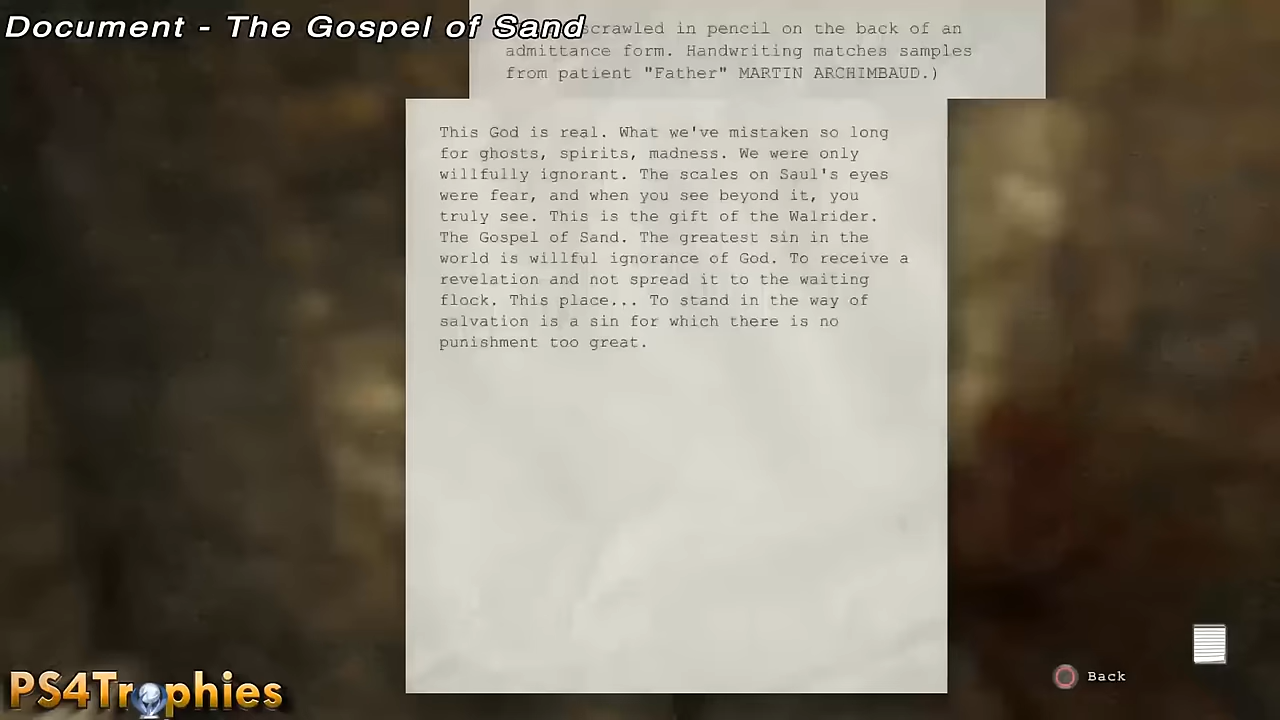 Document - The Gospel of Sand
crawled in pencil on the back of an
admittance form. Handwriting matches samples
from patient "Father" MARTIN ARCHIMBAUD.)
This God is real. What we've mistaken so long
for ghosts, spirits, madness. We were only
willfully ignorant. The scales on Saul's eyes
were fear, and when you see beyond it, you
truly see. This is the gift of the Walrider.
The Gospel of Sand. The greatest sin in the
world is willful ignorance of God. To receive a
revelation and not spread it to the waiting
flock. This place... To stand in the way of
salvation is a sin for which there is no
punishment too great.
Back
PS4Trophies